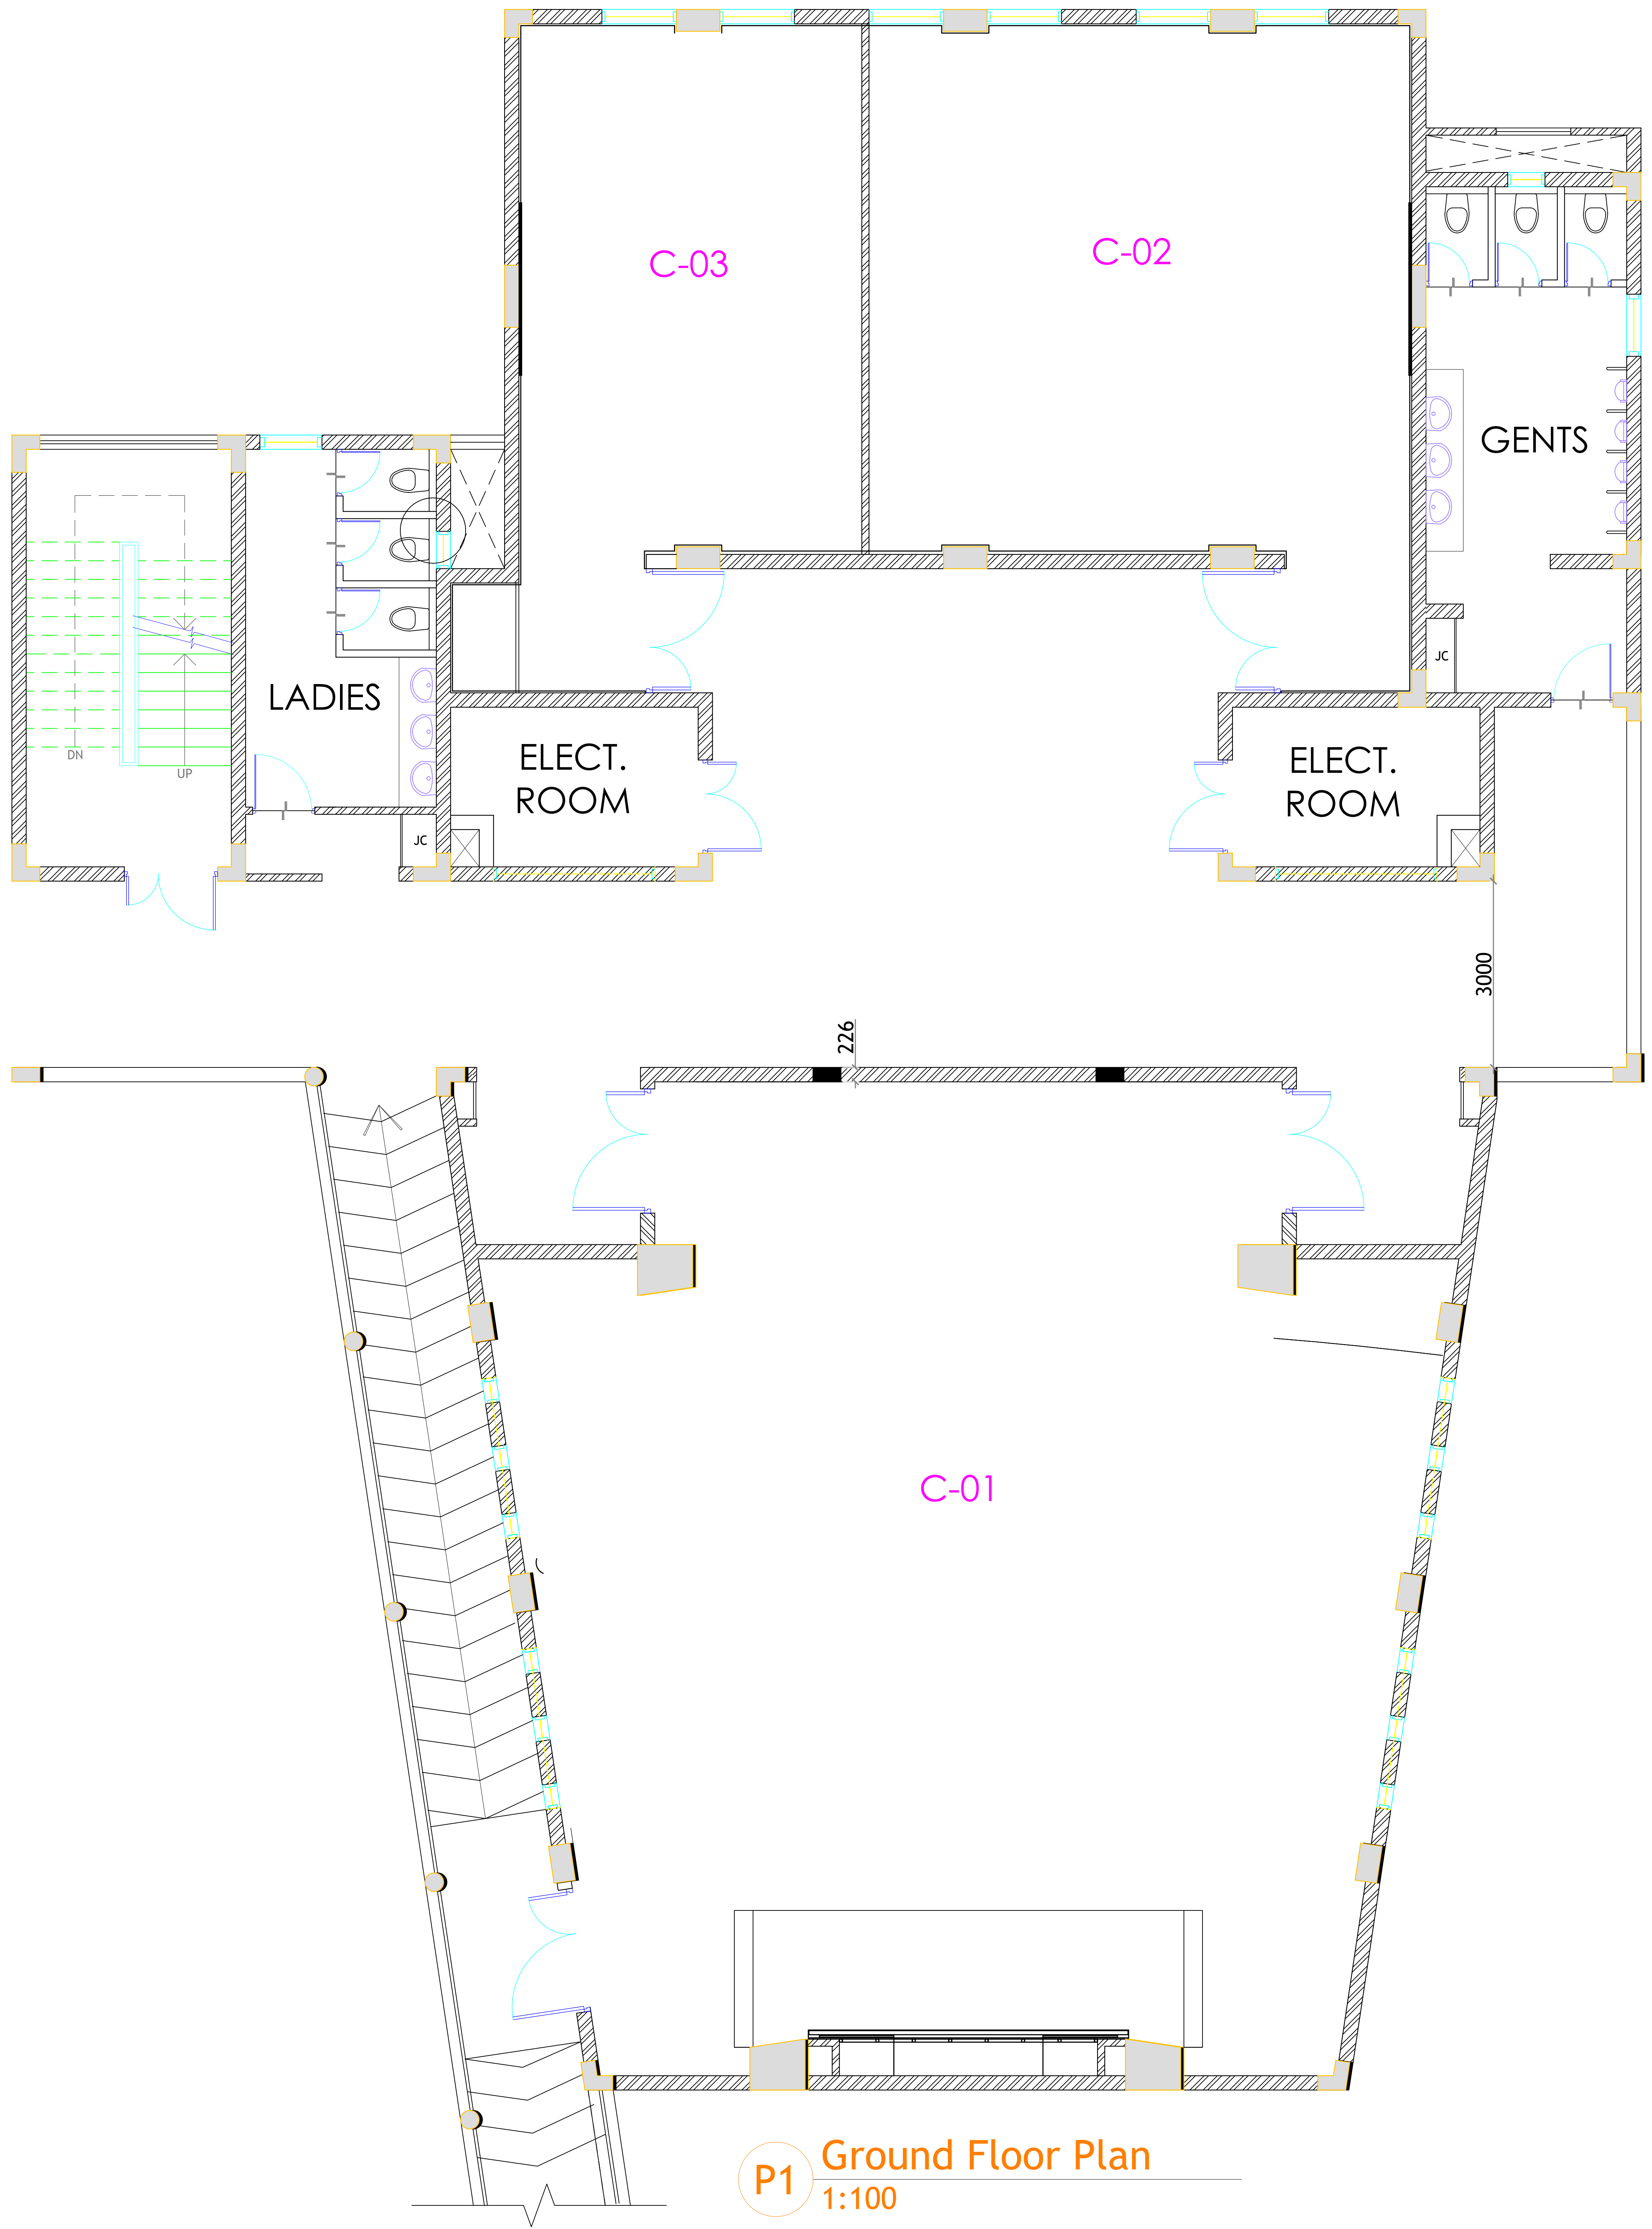 C-03
C-02
GENTS
JC
LADIES
DN
UP
ELECT.
ROOM
ELECT.
ROOM
JC
3000
226
C-01
P1
Ground Floor Plan
1:100